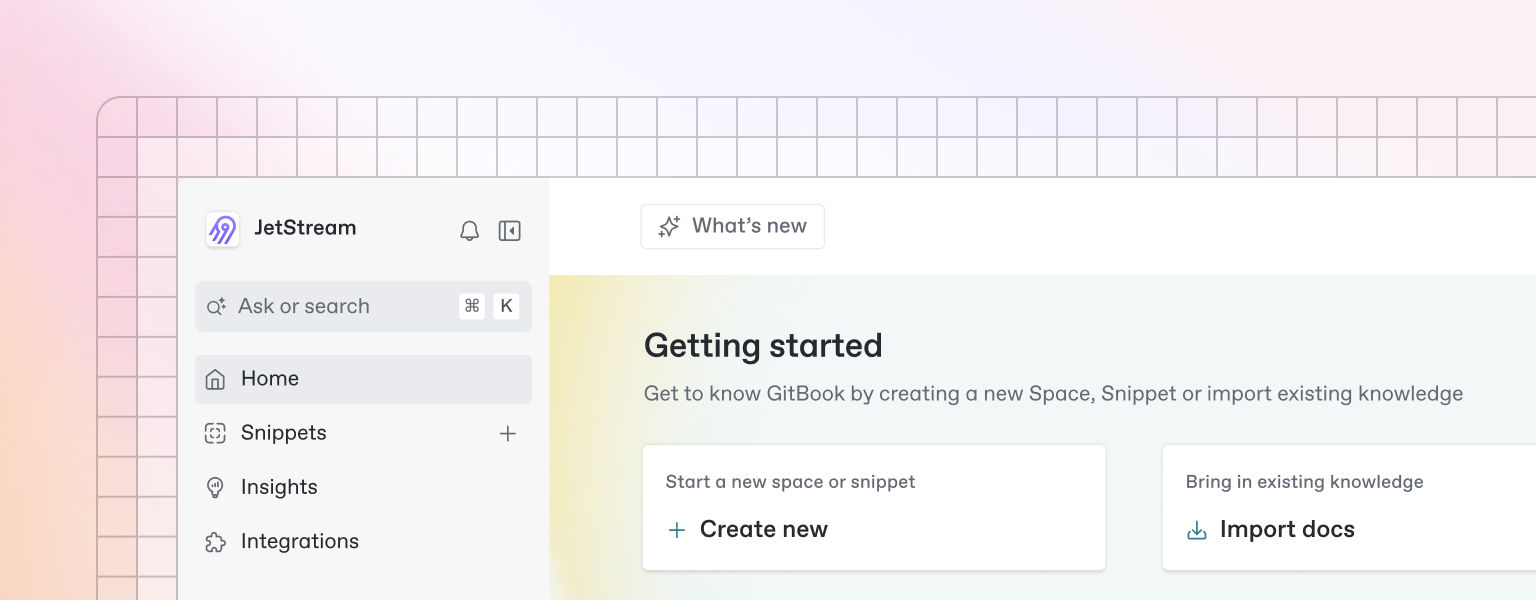 JetStream
Ask or search ⌘ K
Home
Snippets
Insights
Integrations
What’s new
Getting started
Get to know GitBook by creating a new Space, Snippet or import existing knowledge
Start a new space or snippet
Create new
Bring in existing knowledge
Import docs